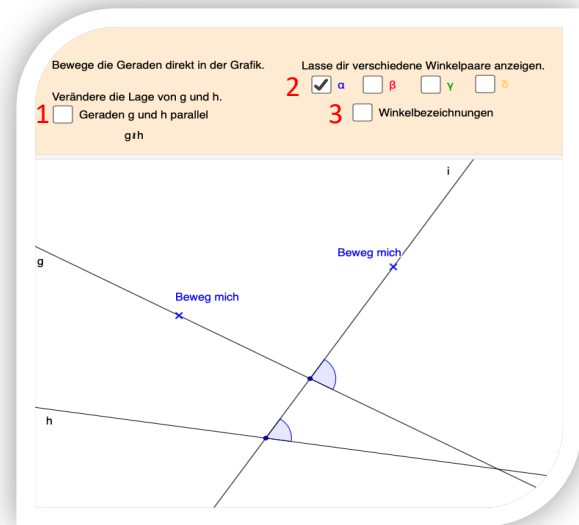 Bewege die Geraden direkt in der Grafik.
Lasse dir verschiedene Winkelpaare anzeigen.
2 α β γ δ
Verändere die Lage von g und h.
1 Geraden g und h parallel
3 Winkelbezeichnungen
g∦h
i
Beweg mich
g
Beweg mich
h